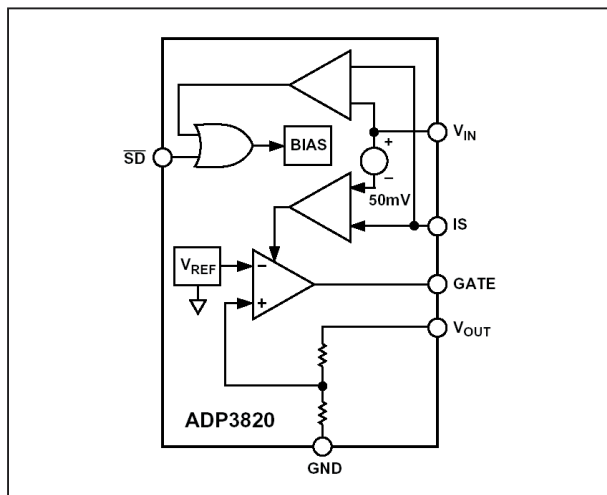 SD
BIAS
+
−
50mV
V_IN
IS
V_REF
−
+
GATE
V_OUT
ADP3820
GND